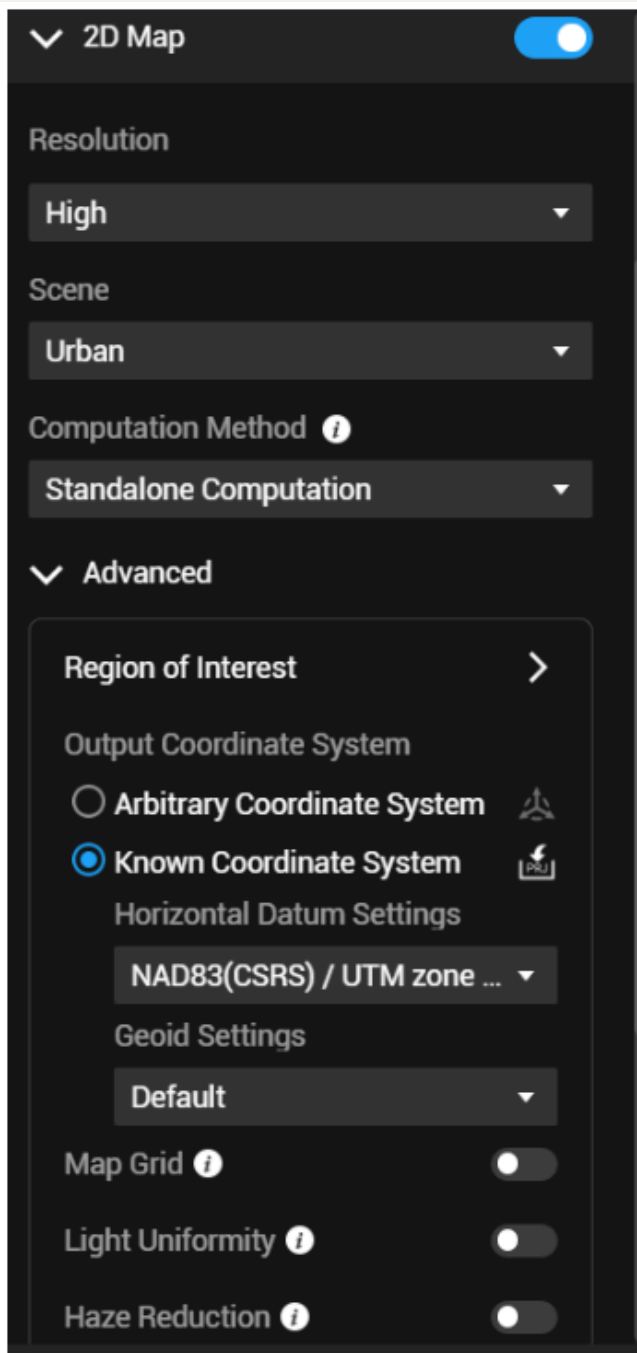 2D Map
Resolution
High
Scene
Urban
Computation Method
Standalone Computation
Advanced
Region of Interest
Output Coordinate System
Arbitrary Coordinate System
Known Coordinate System
PRJ
Horizontal Datum Settings
NAD83(CSRS) / UTM zone ...
Geoid Settings
Default
Map Grid
Light Uniformity
Haze Reduction